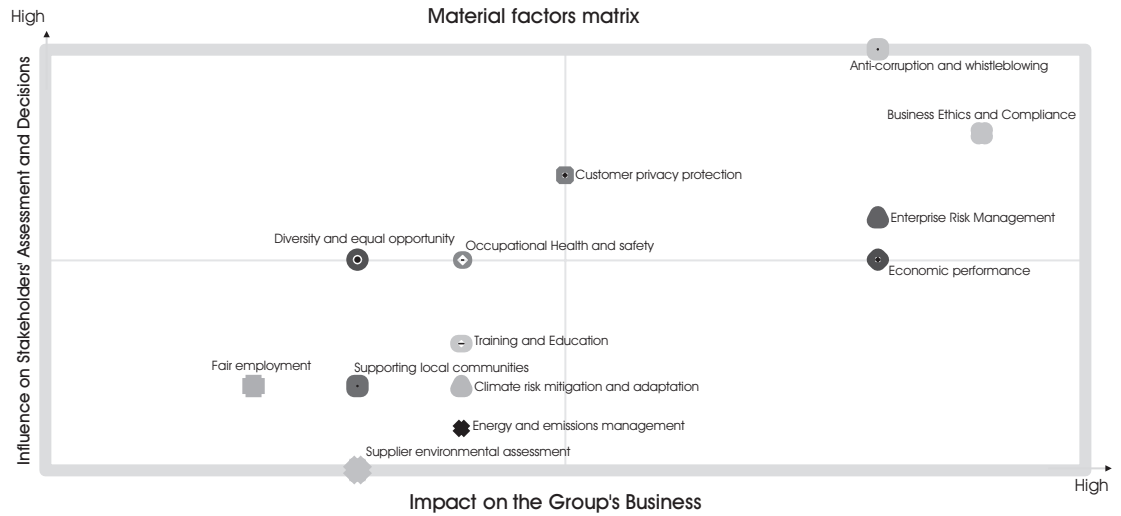 Material factors matrix
High
Influence on Stakeholders' Assessment and Decisions
Anti-corruption and whistleblowing
Business Ethics and Compliance
Customer privacy protection
Enterprise Risk Management
Diversity and equal opportunity
Occupational Health and safety
Economic performance
Training and Education
Fair employment
Supporting local communities
Climate risk mitigation and adaptation
Energy and emissions management
Supplier environmental assessment
High
Impact on the Group's Business